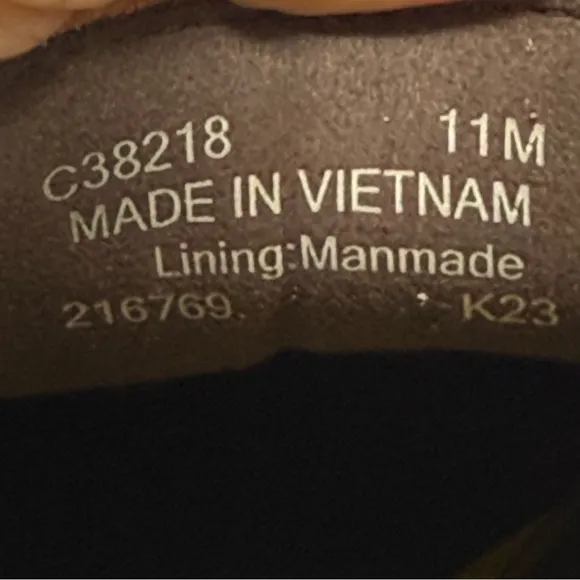 C38218 11M
MADE IN VIETNAM
Lining:Manmade
216769. K23